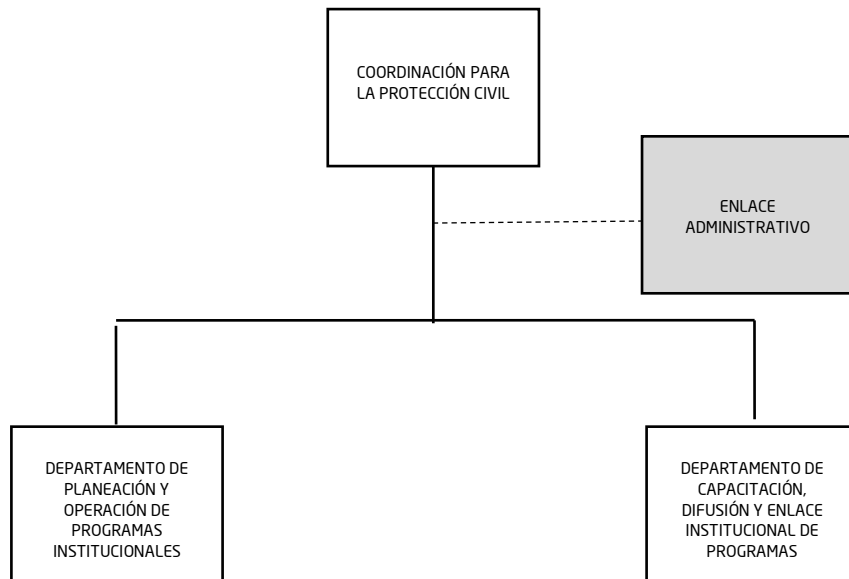 COORDINACIÓN PARA
LA PROTECCIÓN CIVIL
ENLACE
ADMINISTRATIVO
DEPARTAMENTO DE
PLANEACIÓN Y
OPERACIÓN DE
PROGRAMAS
INSTITUCIONALES
DEPARTAMENTO DE
CAPACITACIÓN,
DIFUSIÓN Y ENLACE
INSTITUCIONAL DE
PROGRAMAS